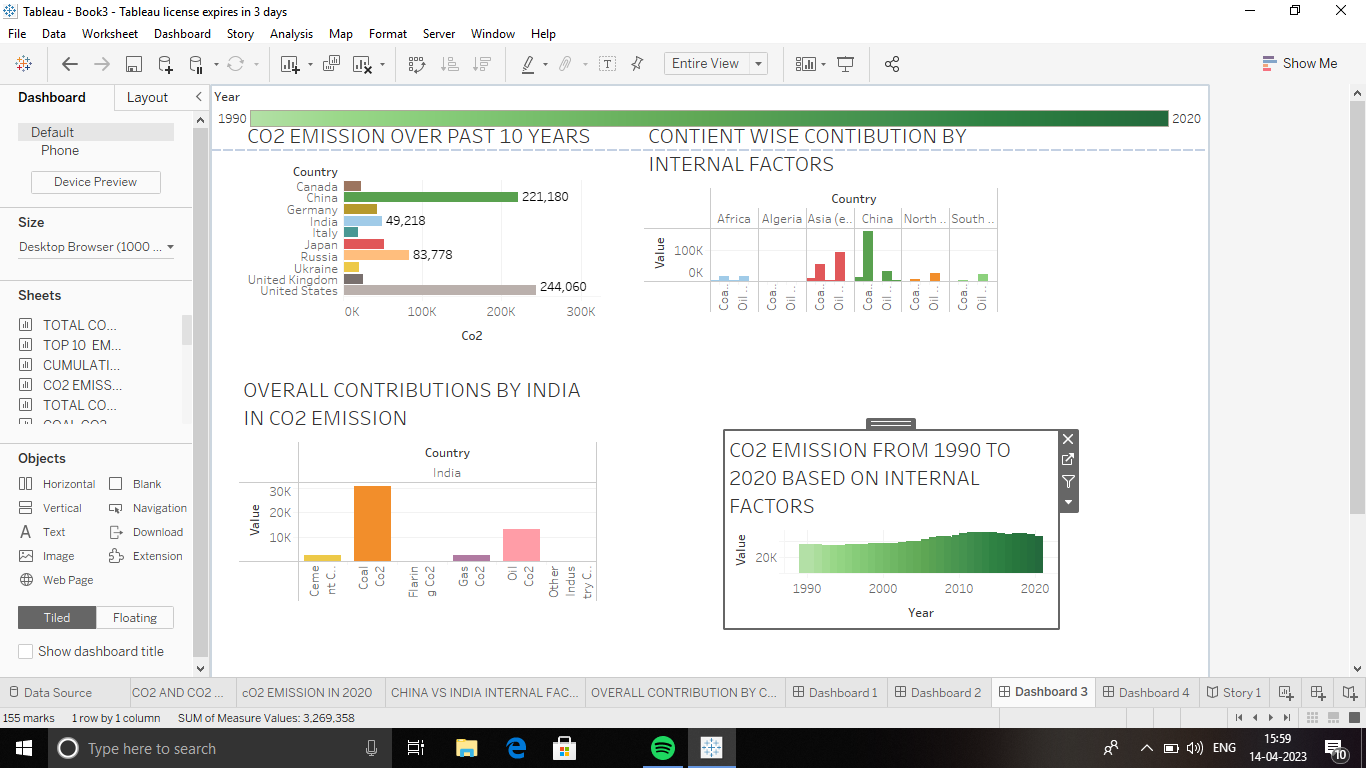 Tableau - Book3 - Tableau license expires in 3 days
File Data Worksheet Dashboard Story Analysis Map Format Server Window Help
Entire View
Show Me
Dashboard Layout
Default
Phone
Device Preview
Size
Desktop Browser (1000 ...
Sheets
TOTAL CO...
TOP 10 EM...
CUMULATI...
CO2 EMISS...
TOTAL CO...
COAL CO2
Objects
Horizontal Blank
Vertical Navigation
A Text Download
Image Extension
Web Page
Tiled Floating
Show dashboard title
Year
1990 2020
CO2 EMISSION OVER PAST 10 YEARS
Country
Canada
China 221,180
Germany
India 49,218
Italy
Japan
Russia 83,778
Ukraine
United Kingdom
United States 244,060
0K 100K 200K 300K
Co2
CONTIENT WISE CONTIBUTION BY
INTERNAL FACTORS
Country
Africa Algeria Asia (e.. China North .. South ..
Value
100K
0K
Coa.. Oil .. Coa.. Oil .. Coa.. Oil .. Coa.. Oil .. Coa.. Oil .. Coa.. Oil ..
OVERALL CONTRIBUTIONS BY INDIA
IN CO2 EMISSION
Country
India
Value
30K
20K
10K
Ceme
nt C..
Coal
Co2
Flarin
g Co2
Gas
Co2
Oil
Co2
Other
Indus
try C..
CO2 EMISSION FROM 1990 TO
2020 BASED ON INTERNAL
FACTORS
Value
20K
1990 2000 2010 2020
Year
Data Source CO2 AND CO2 ... cO2 EMISSION IN 2020 CHINA VS INDIA INTERNAL FAC... OVERALL CONTRIBUTION BY C... Dashboard 1 Dashboard 2 Dashboard 3 Dashboard 4 Story 1
155 marks 1 row by 1 column SUM of Measure Values: 3,269,358
Type here to search
ENG
15:59
14-04-2023
10